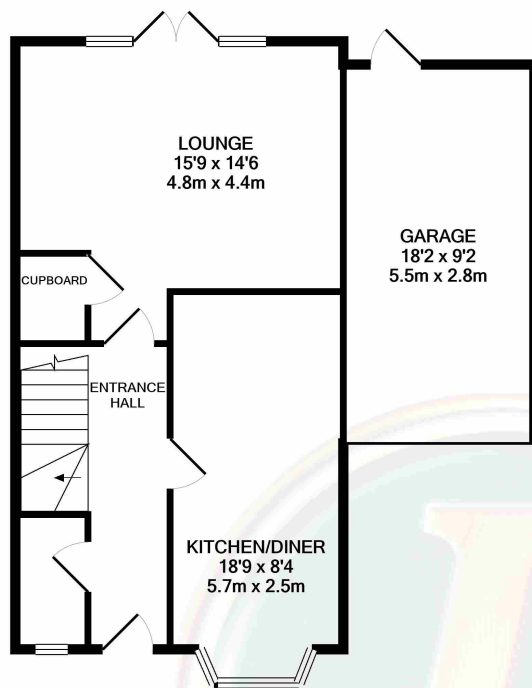 LOUNGE
15'9 x 14'6
4.8m x 4.4m
GARAGE
18'2 x 9'2
5.5m x 2.8m
CUPBOARD
ENTRANCE
HALL
KITCHEN/DINER
18'9 x 8'4
5.7m x 2.5m